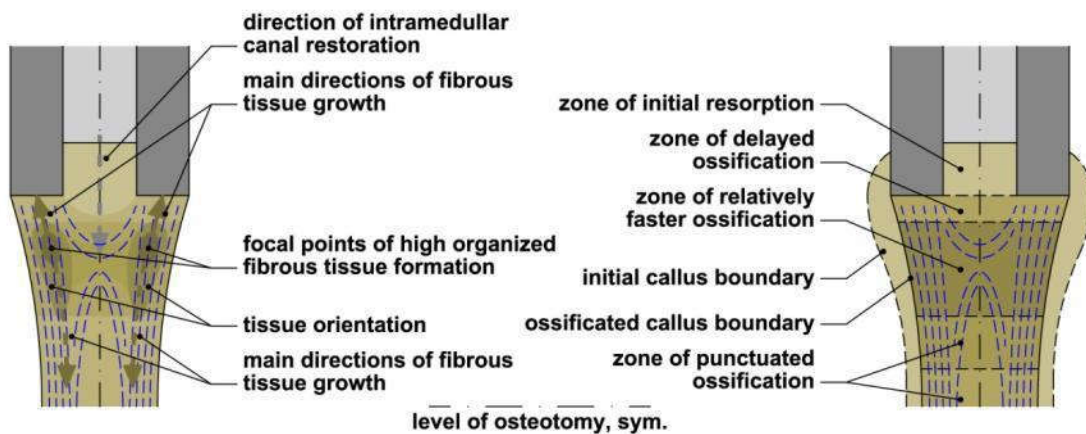 direction of intramedullar
canal restoration
main directions of fibrous
tissue growth
focal points of high organized
fibrous tissue formation
tissue orientation
main directions of fibrous
tissue growth
zone of initial resorption
zone of delayed
ossification
zone of relatively
faster ossification
initial callus boundary
ossificated callus boundary
zone of punctuated
ossification
level of osteotomy, sym.